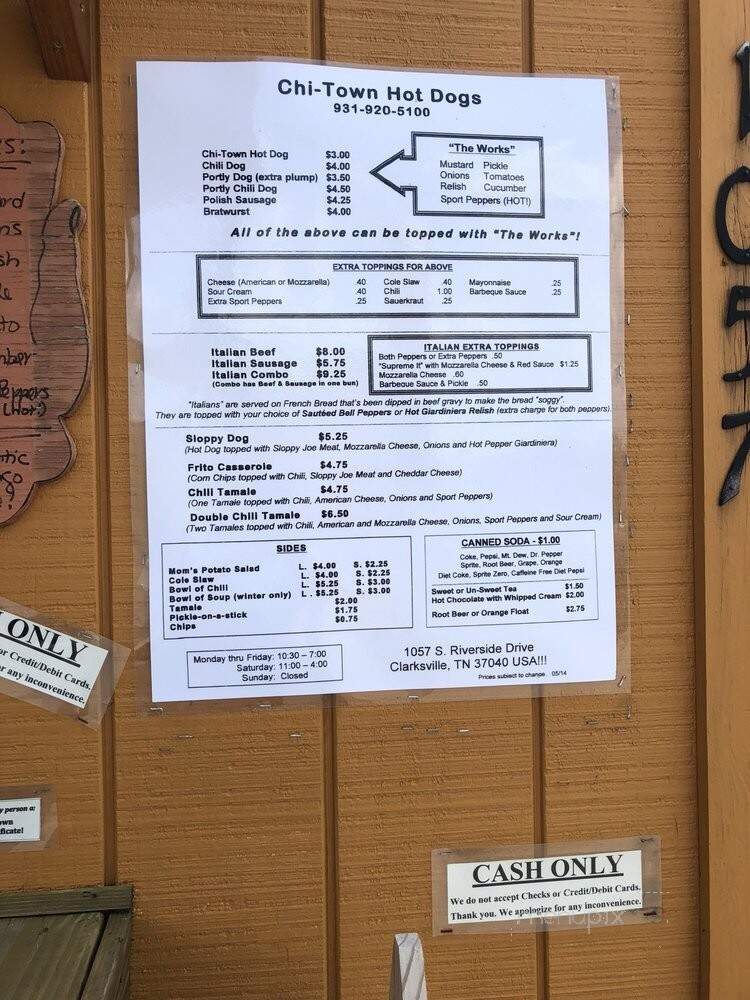 Chi-Town Hot Dogs
931-920-5100
Chi-Town Hot Dog $3.00
Chili Dog $4.00
Portly Dog (extra plump) $3.50
Portly Chili Dog $4.50
Polish Sausage $4.25
Bratwurst $4.00
"The Works"
Mustard Pickle
Onions Tomatoes
Relish Cucumber
Sport Peppers (HOT!)
All of the above can be topped with "The Works"!
EXTRA TOPPINGS FOR ABOVE
Cheese (American or Mozzarella) .40 Cole Slaw .40 Mayonnaise .25
Sour Cream .40 Chili 1.00 Barbeque Sauce .25
Extra Sport Peppers .25 Sauerkraut .25
Italian Beef $8.00
Italian Sausage $5.75
Italian Combo $9.25
(Combo has Beef & Sausage in one bun)
ITALIAN EXTRA TOPPINGS
Both Peppers or Extra Peppers .50
"Supreme It" with Mozzarella Cheese & Red Sauce $1.25
Mozzarella Cheese .60
Barbeque Sauce & Pickle .50
"Italians" are served on French Bread that's been dipped in beef gravy to make the bread "soggy".
They are topped with your choice of Sautéed Bell Peppers or Hot Giardiniera Relish (extra charge for both peppers).
Sloppy Dog $5.25
(Hot Dog topped with Sloppy Joe Meat, Mozzarella Cheese, Onions and Hot Pepper Giardiniera)
Frito Casserole $4.75
(Corn Chips topped with Chili, Sloppy Joe Meat and Cheddar Cheese)
Chili Tamale $4.75
(One Tamale topped with Chili, American Cheese, Onions and Sport Peppers)
Double Chili Tamale $6.50
(Two Tamales topped with Chili, American and Mozzarella Cheese, Onions, Sport Peppers and Sour Cream)
SIDES
Mom's Potato Salad L. $4.00 S. $2.25
Cole Slaw L. $4.00 S. $2.25
Bowl of Chili L. $5.25 S. $3.00
Bowl of Soup (winter only) L. $5.25 S. $3.00
Tamale $2.00
Pickle-on-a-stick $1.75
Chips $0.75
CANNED SODA - $1.00
Coke, Pepsi, Mt. Dew, Dr. Pepper
Sprite, Root Beer, Grape, Orange
Diet Coke, Sprite Zero, Caffeine Free Diet Pepsi
Sweet or Un-Sweet Tea $1.50
Hot Chocolate with Whipped Cream $2.00
Root Beer or Orange Float $2.75
Monday thru Friday: 10:30 – 7:00
Saturday: 11:00 – 4:00
Sunday: Closed
1057 S. Riverside Drive
Clarksville, TN 37040 USA!!!
Prices subject to change. 05/14
ONLY
or Credit/Debit Cards.
or any inconvenience.
y person a:
own
ficate!
CASH ONLY
We do not accept Checks or Credit/Debit Cards.
Thank you. We apologize for any inconvenience.